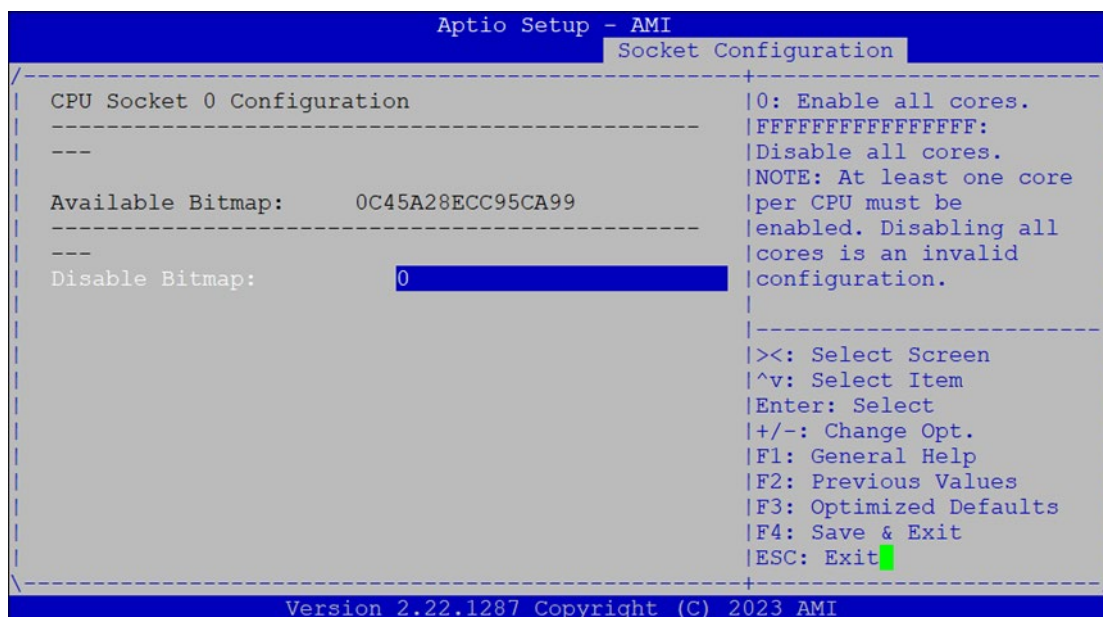 Aptio Setup - AMI
Socket Configuration
/----------------------------------------------------+-------------------------
| CPU Socket 0 Configuration |0: Enable all cores.
| ----------------------------------------------- |FFFFFFFFFFFFFFFF:
| --- |Disable all cores.
| |NOTE: At least one core
| Available Bitmap: 0C45A28ECC95CA99 |per CPU must be
| ----------------------------------------------- |enabled. Disabling all
| --- |cores is an invalid
| Disable Bitmap: 0 |configuration.
| |
| |-------------------------
| |><: Select Screen
| |^v: Select Item
| |Enter: Select
| |+/-: Change Opt.
| |F1: General Help
| |F2: Previous Values
| |F3: Optimized Defaults
| |F4: Save & Exit
| |ESC: Exit
\----------------------------------------------------+-------------------------
Version 2.22.1287 Copyright (C) 2023 AMI